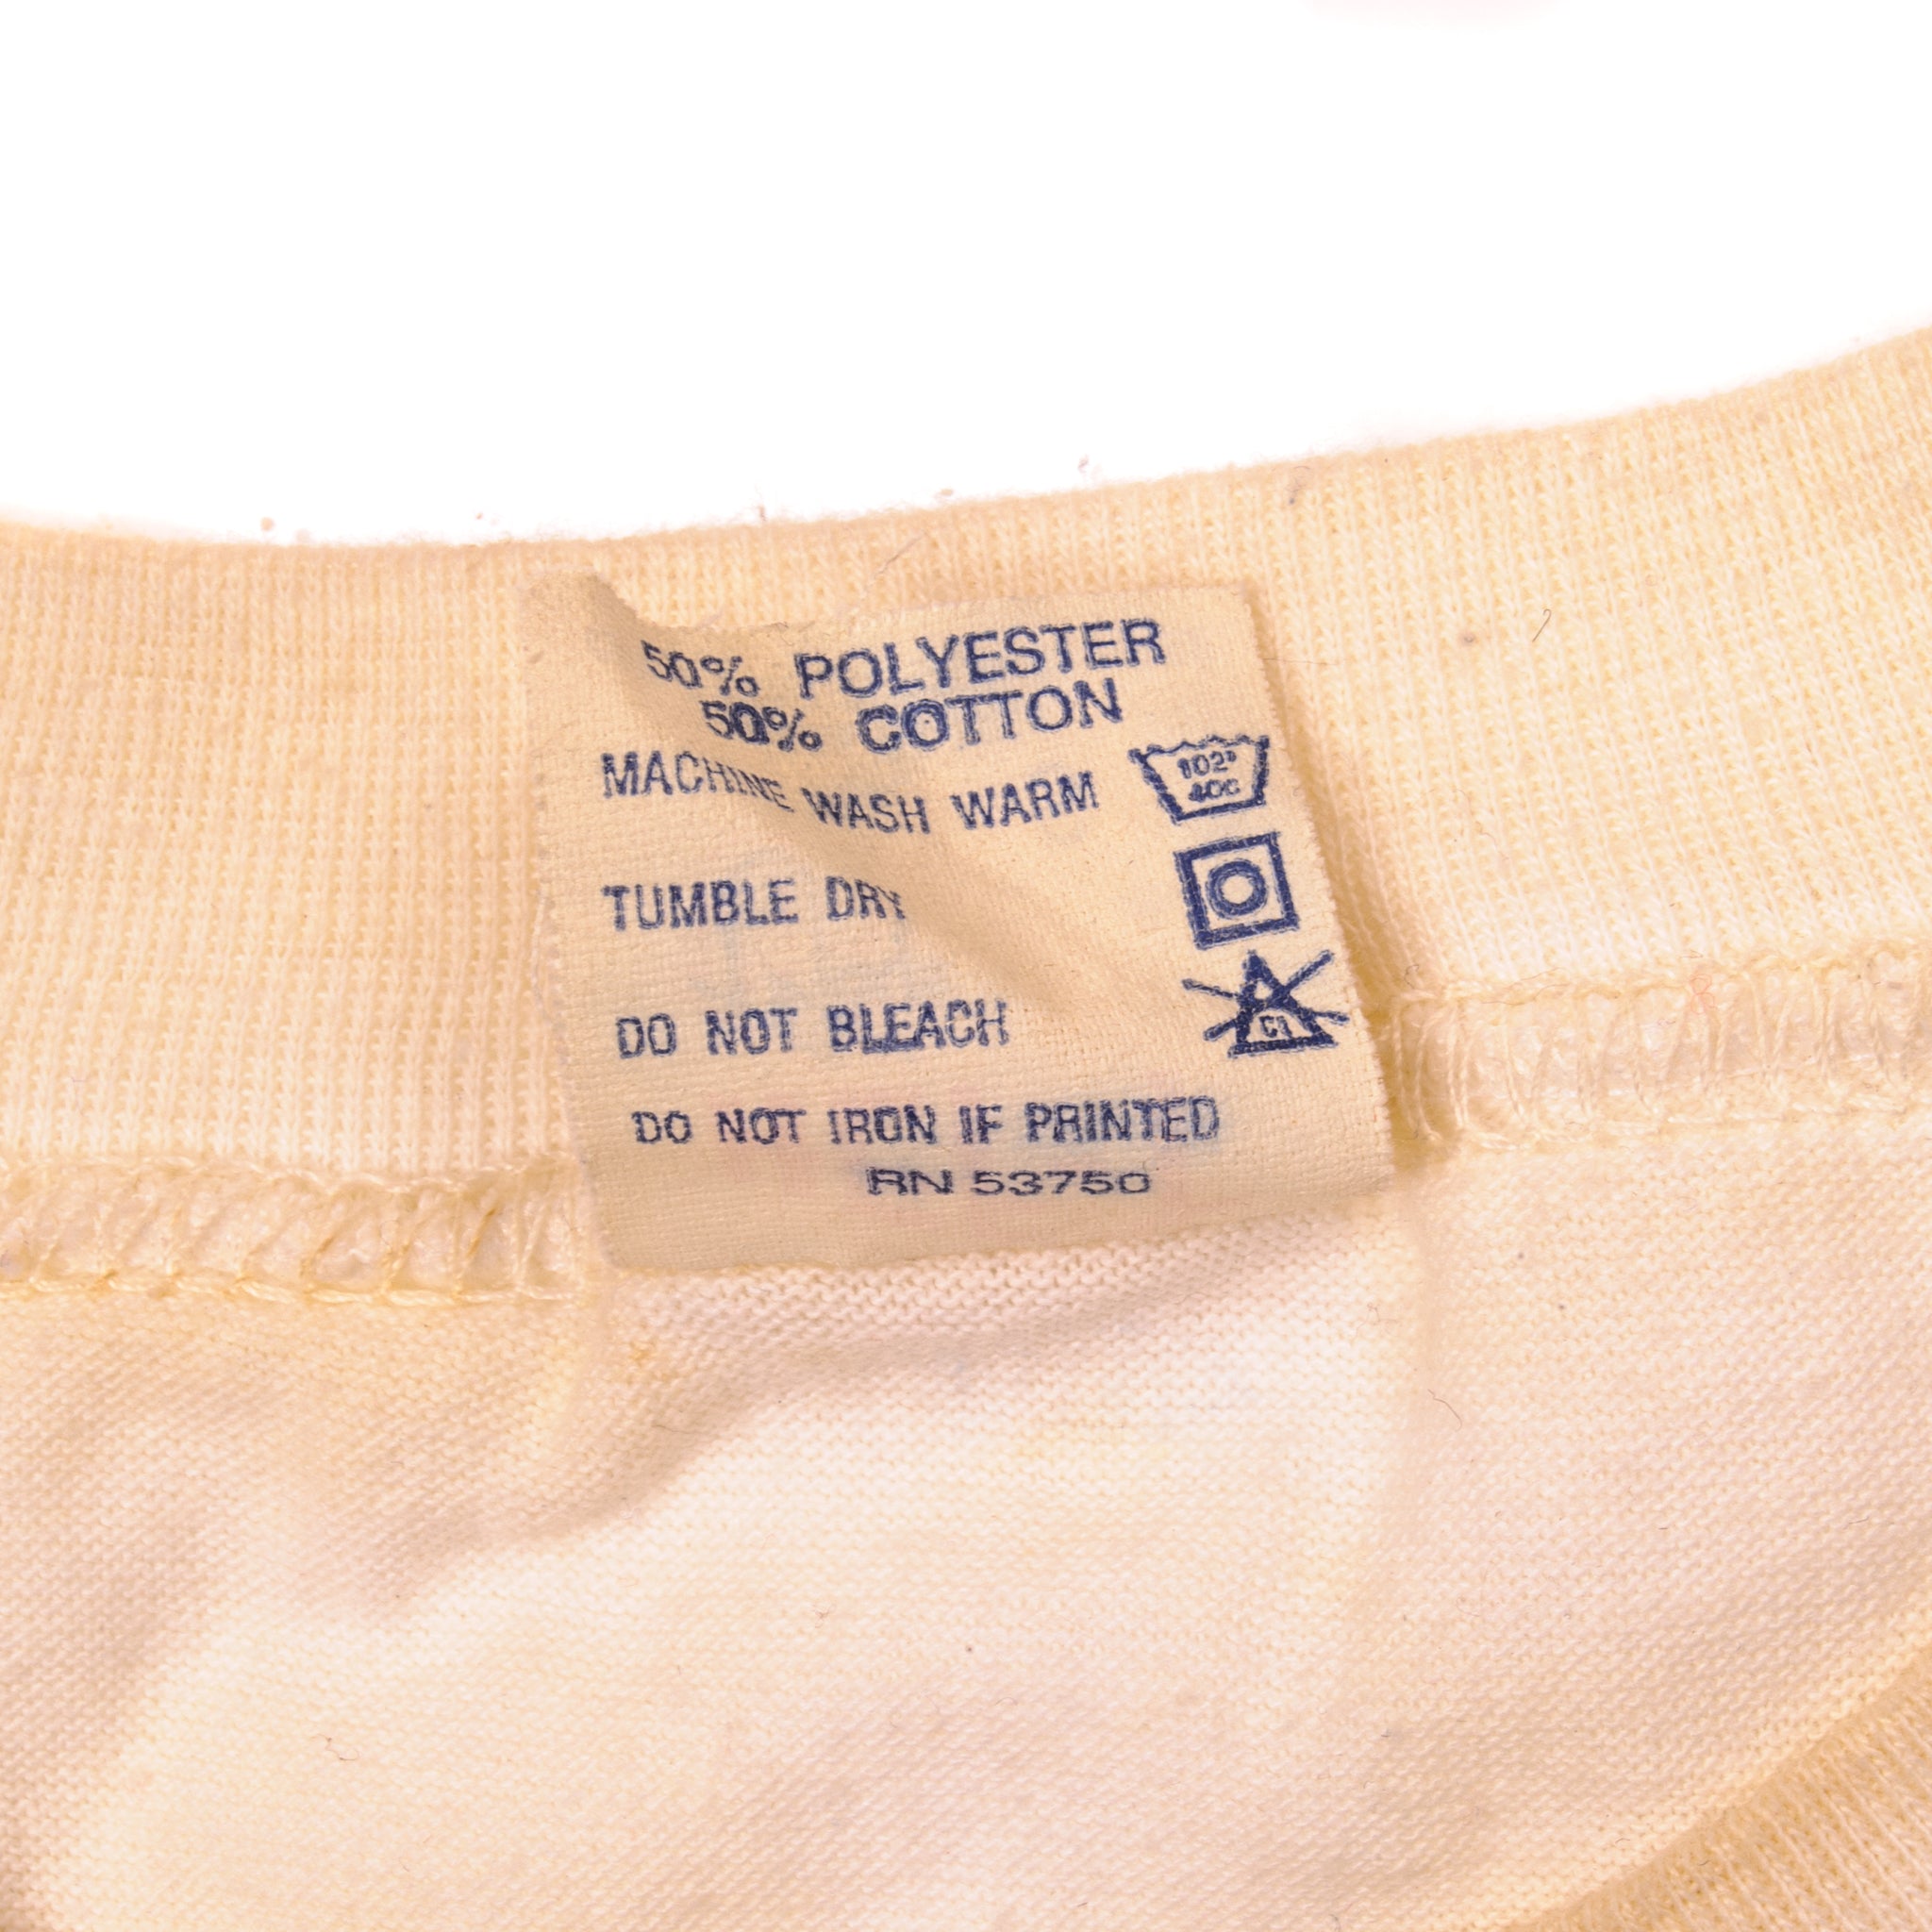 50% POLYESTER
50% COTTON
MACHINE WASH WARM
102°
40c
TUMBLE DRY
DO NOT BLEACH
Cl
DO NOT IRON IF PRINTED
RN 53750